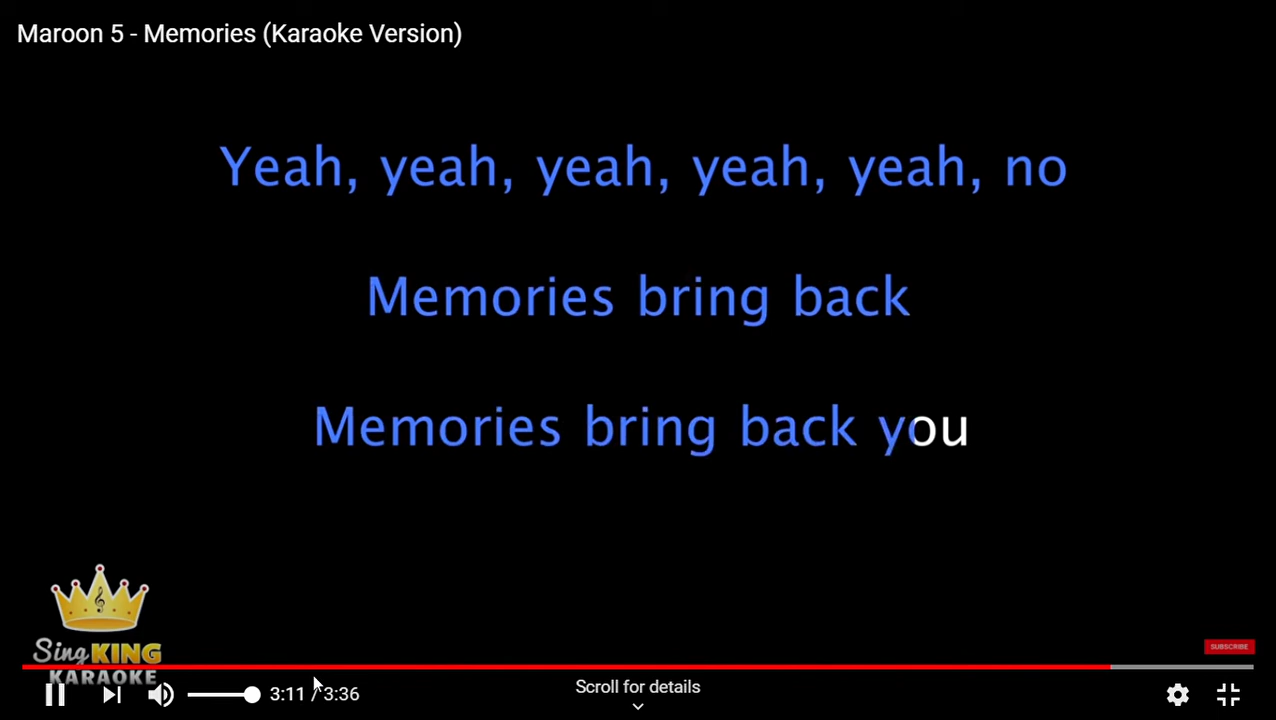 Maroon 5 - Memories (Karaoke Version)
Yeah, yeah, yeah, yeah, yeah, no
Memories bring back
Memories bring back you
Sing KING
KARAOKE
SUBSCRIBE
3:11 / 3:36
Scroll for details